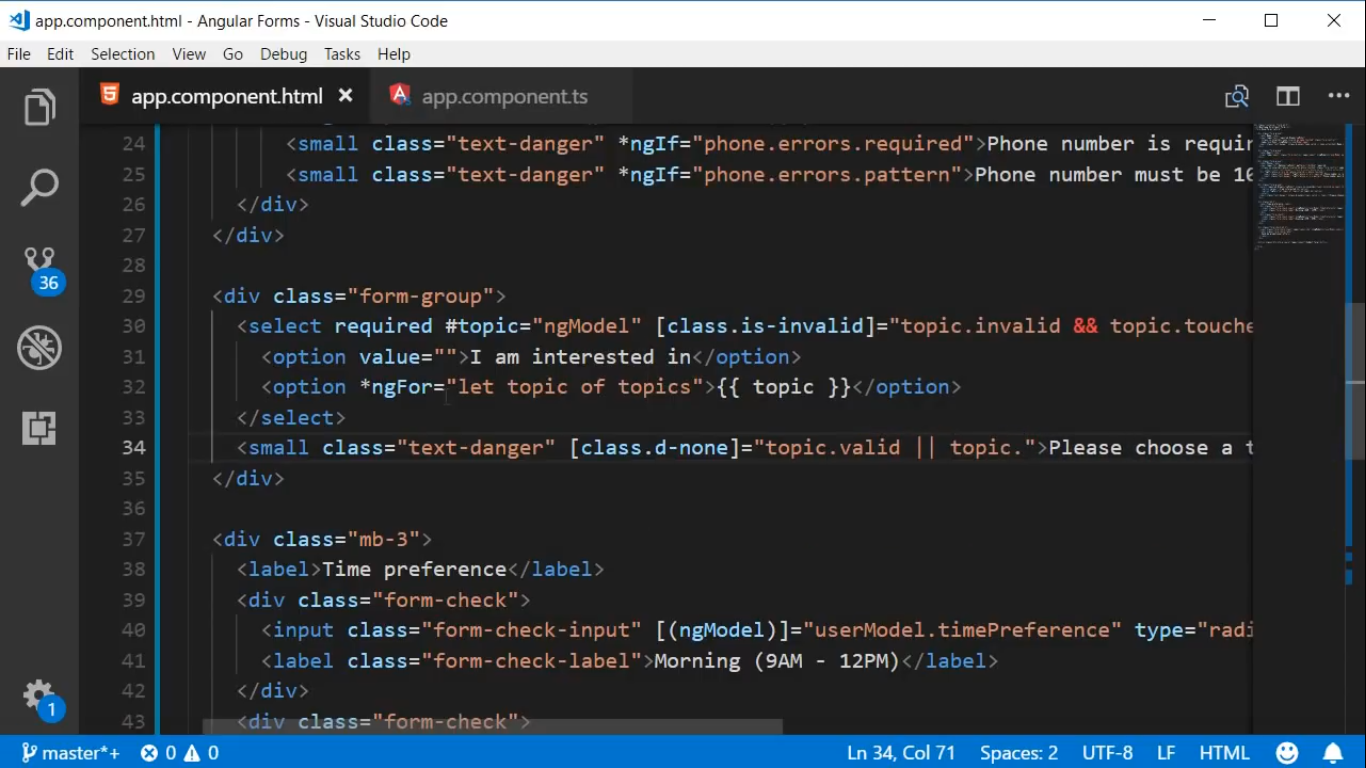 app.component.html - Angular Forms - Visual Studio Code
File Edit Selection View Go Debug Tasks Help
app.component.html app.component.ts
24 <small class="text-danger" *ngIf="phone.errors.required">Phone number is requir
25 <small class="text-danger" *ngIf="phone.errors.pattern">Phone number must be 10
26 </div>
27 </div>
28
29 <div class="form-group">
30 <select required #topic="ngModel" [class.is-invalid]="topic.invalid && topic.touche
31 <option value="">I am interested in</option>
32 <option *ngFor="let topic of topics">{{ topic }}</option>
33 </select>
34 <small class="text-danger" [class.d-none]="topic.valid || topic.">Please choose a t
35 </div>
36
37 <div class="mb-3">
38 <label>Time preference</label>
39 <div class="form-check">
40 <input class="form-check-input" [(ngModel)]="userModel.timePreference" type="radi
41 <label class="form-check-label">Morning (9AM - 12PM)</label>
42 </div>
43 <div class="form-check">
36
1
master*+ 0 0 Ln 34, Col 71 Spaces: 2 UTF-8 LF HTML